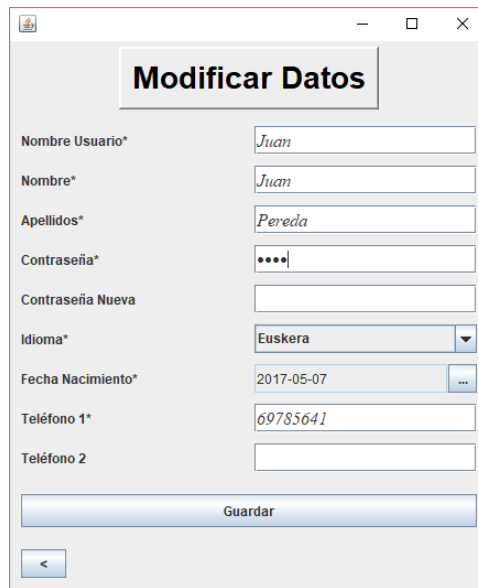 Modificar Datos
Nombre Usuario* Juan
Nombre* Juan
Apellidos* Pereda
Contraseña* ••••
Contraseña Nueva
Idioma* Euskera
Fecha Nacimiento* 2017-05-07 ...
Teléfono 1* 69785641
Teléfono 2
Guardar
<